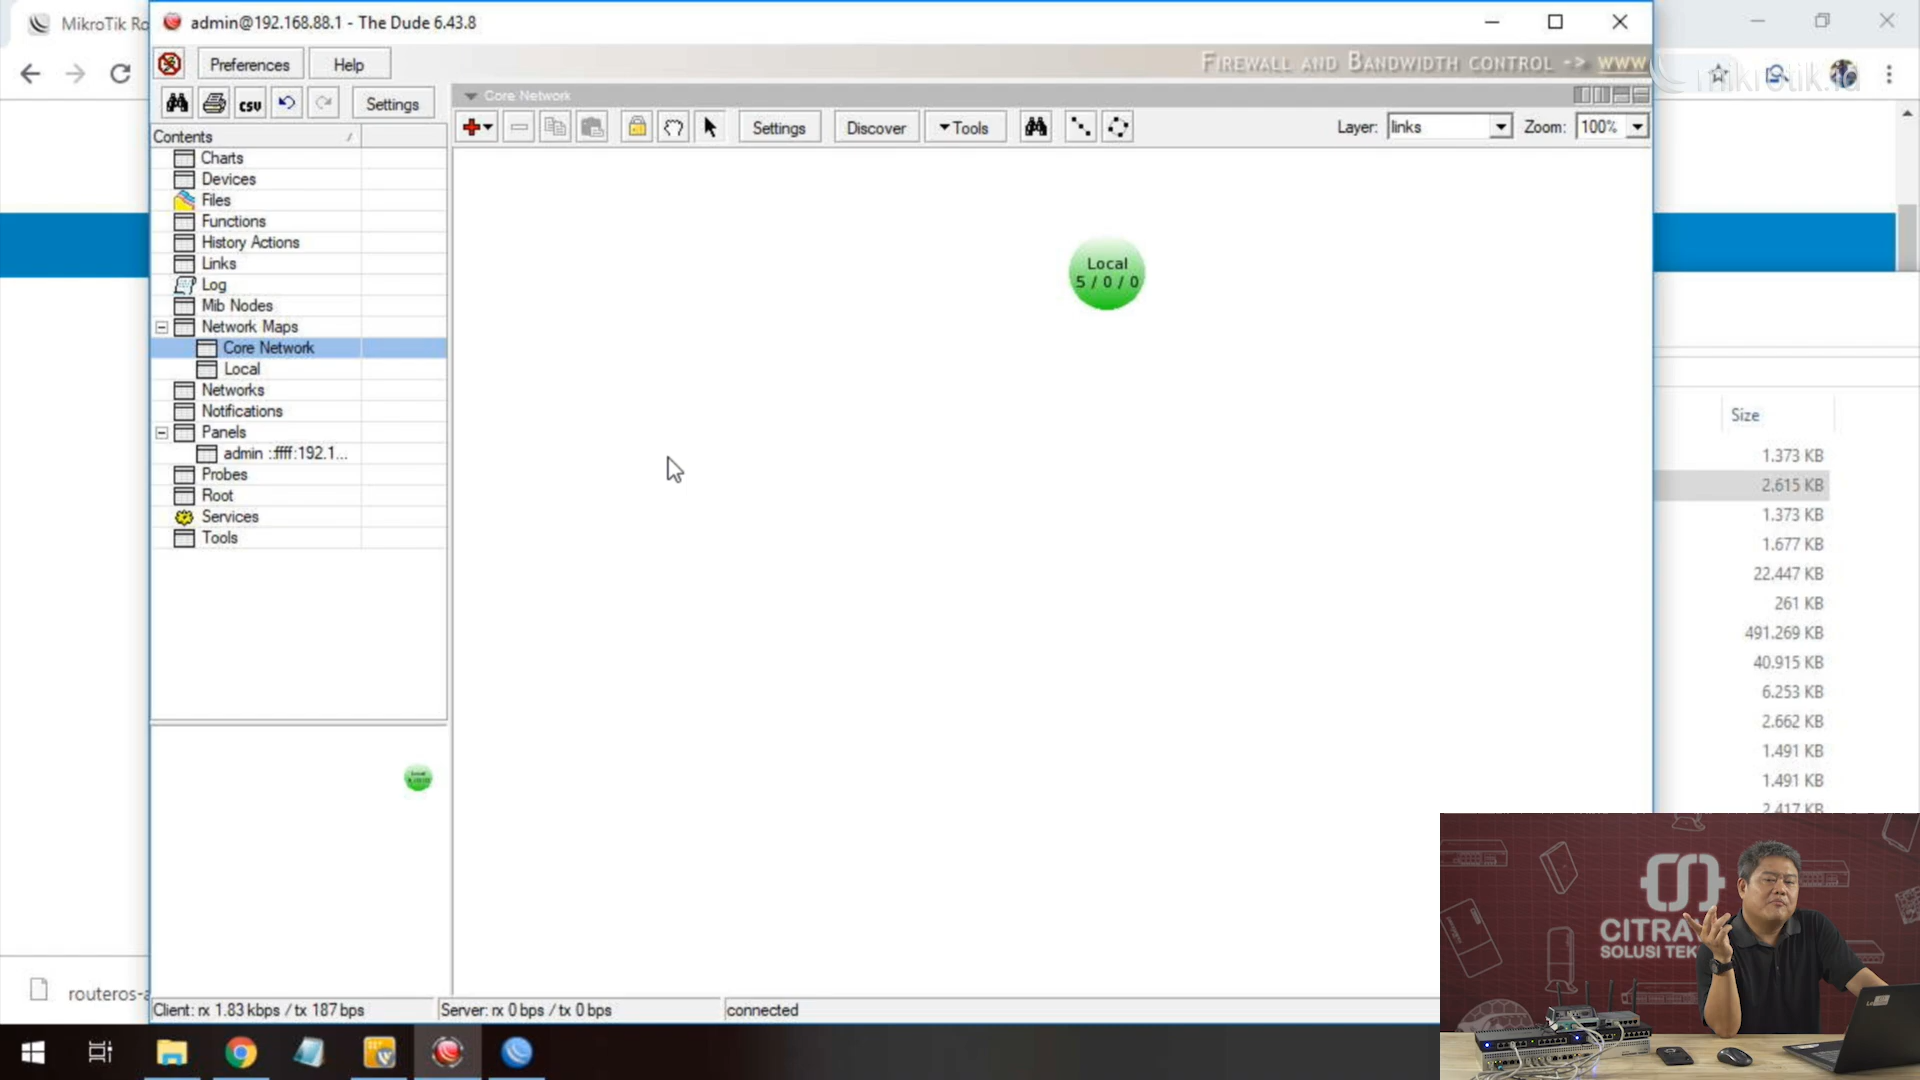 MikroTik Ro
admin@192.168.88.1 - The Dude 6.43.8
Preferences
Help
FIREWALL AND BANDWIDTH CONTROL -> WWW
mikrotik.id
csv
Settings
Core Network
Settings
Discover
Tools
Layer:
links
Zoom:
100%
Contents
Charts
Devices
Files
Functions
History Actions
Links
Log
Mib Nodes
Network Maps
Core Network
Local
Networks
Notifications
Panels
admin ::ffff:192.1...
Probes
Root
Services
Tools
Local
5 / 0 / 0
Size
1.373 KB
2.615 KB
1.373 KB
1.677 KB
22.447 KB
261 KB
491.269 KB
40.915 KB
6.253 KB
2.662 KB
1.491 KB
1.491 KB
2.417 KB
CITRA
SOLUSI TEK
routeros-a
Client: rx 1.83 kbps / tx 187 bps
Server: rx 0 bps / tx 0 bps
connected